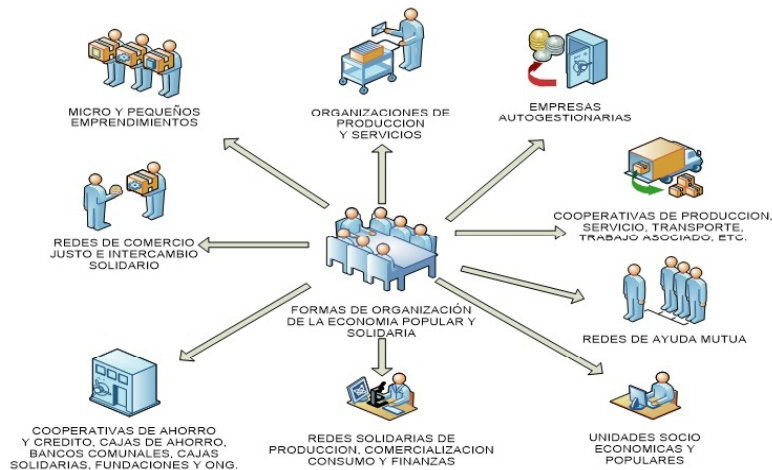 MICRO Y PEQUEÑOS
EMPRENDIMIENTOS
ORGANIZACIONES DE
PRODUCCION
Y SERVICIOS
EMPRESAS
AUTOGESTIONARIAS
REDES DE COMERCIO
JUSTO E INTERCAMBIO
SOLIDARIO
COOPERATIVAS DE PRODUCCION,
SERVICIO, TRANSPORTE,
TRABAJO ASOCIADO, ETC.
FORMAS DE ORGANIZACIÓN
DE LA ECONOMIA POPULAR Y
SOLIDARIA
REDES DE AYUDA MUTUA
COOPERATIVAS DE AHORRO
Y CREDITO, CAJAS DE AHORRO,
BANCOS COMUNALES, CAJAS
SOLIDARIAS, FUNDACIONES Y ONG.
REDES SOLIDARIAS DE
PRODUCCION, COMERCIALIZACION
CONSUMO Y FINANZAS
UNIDADES SOCIO
ECONOMICAS Y
POPULARES